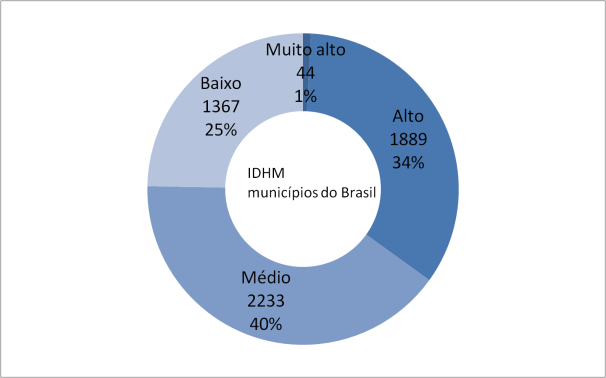 Muito alto
44
1%
Alto
1889
34%
Médio
2233
40%
Baixo
1367
25%
IDHM
municípios do Brasil